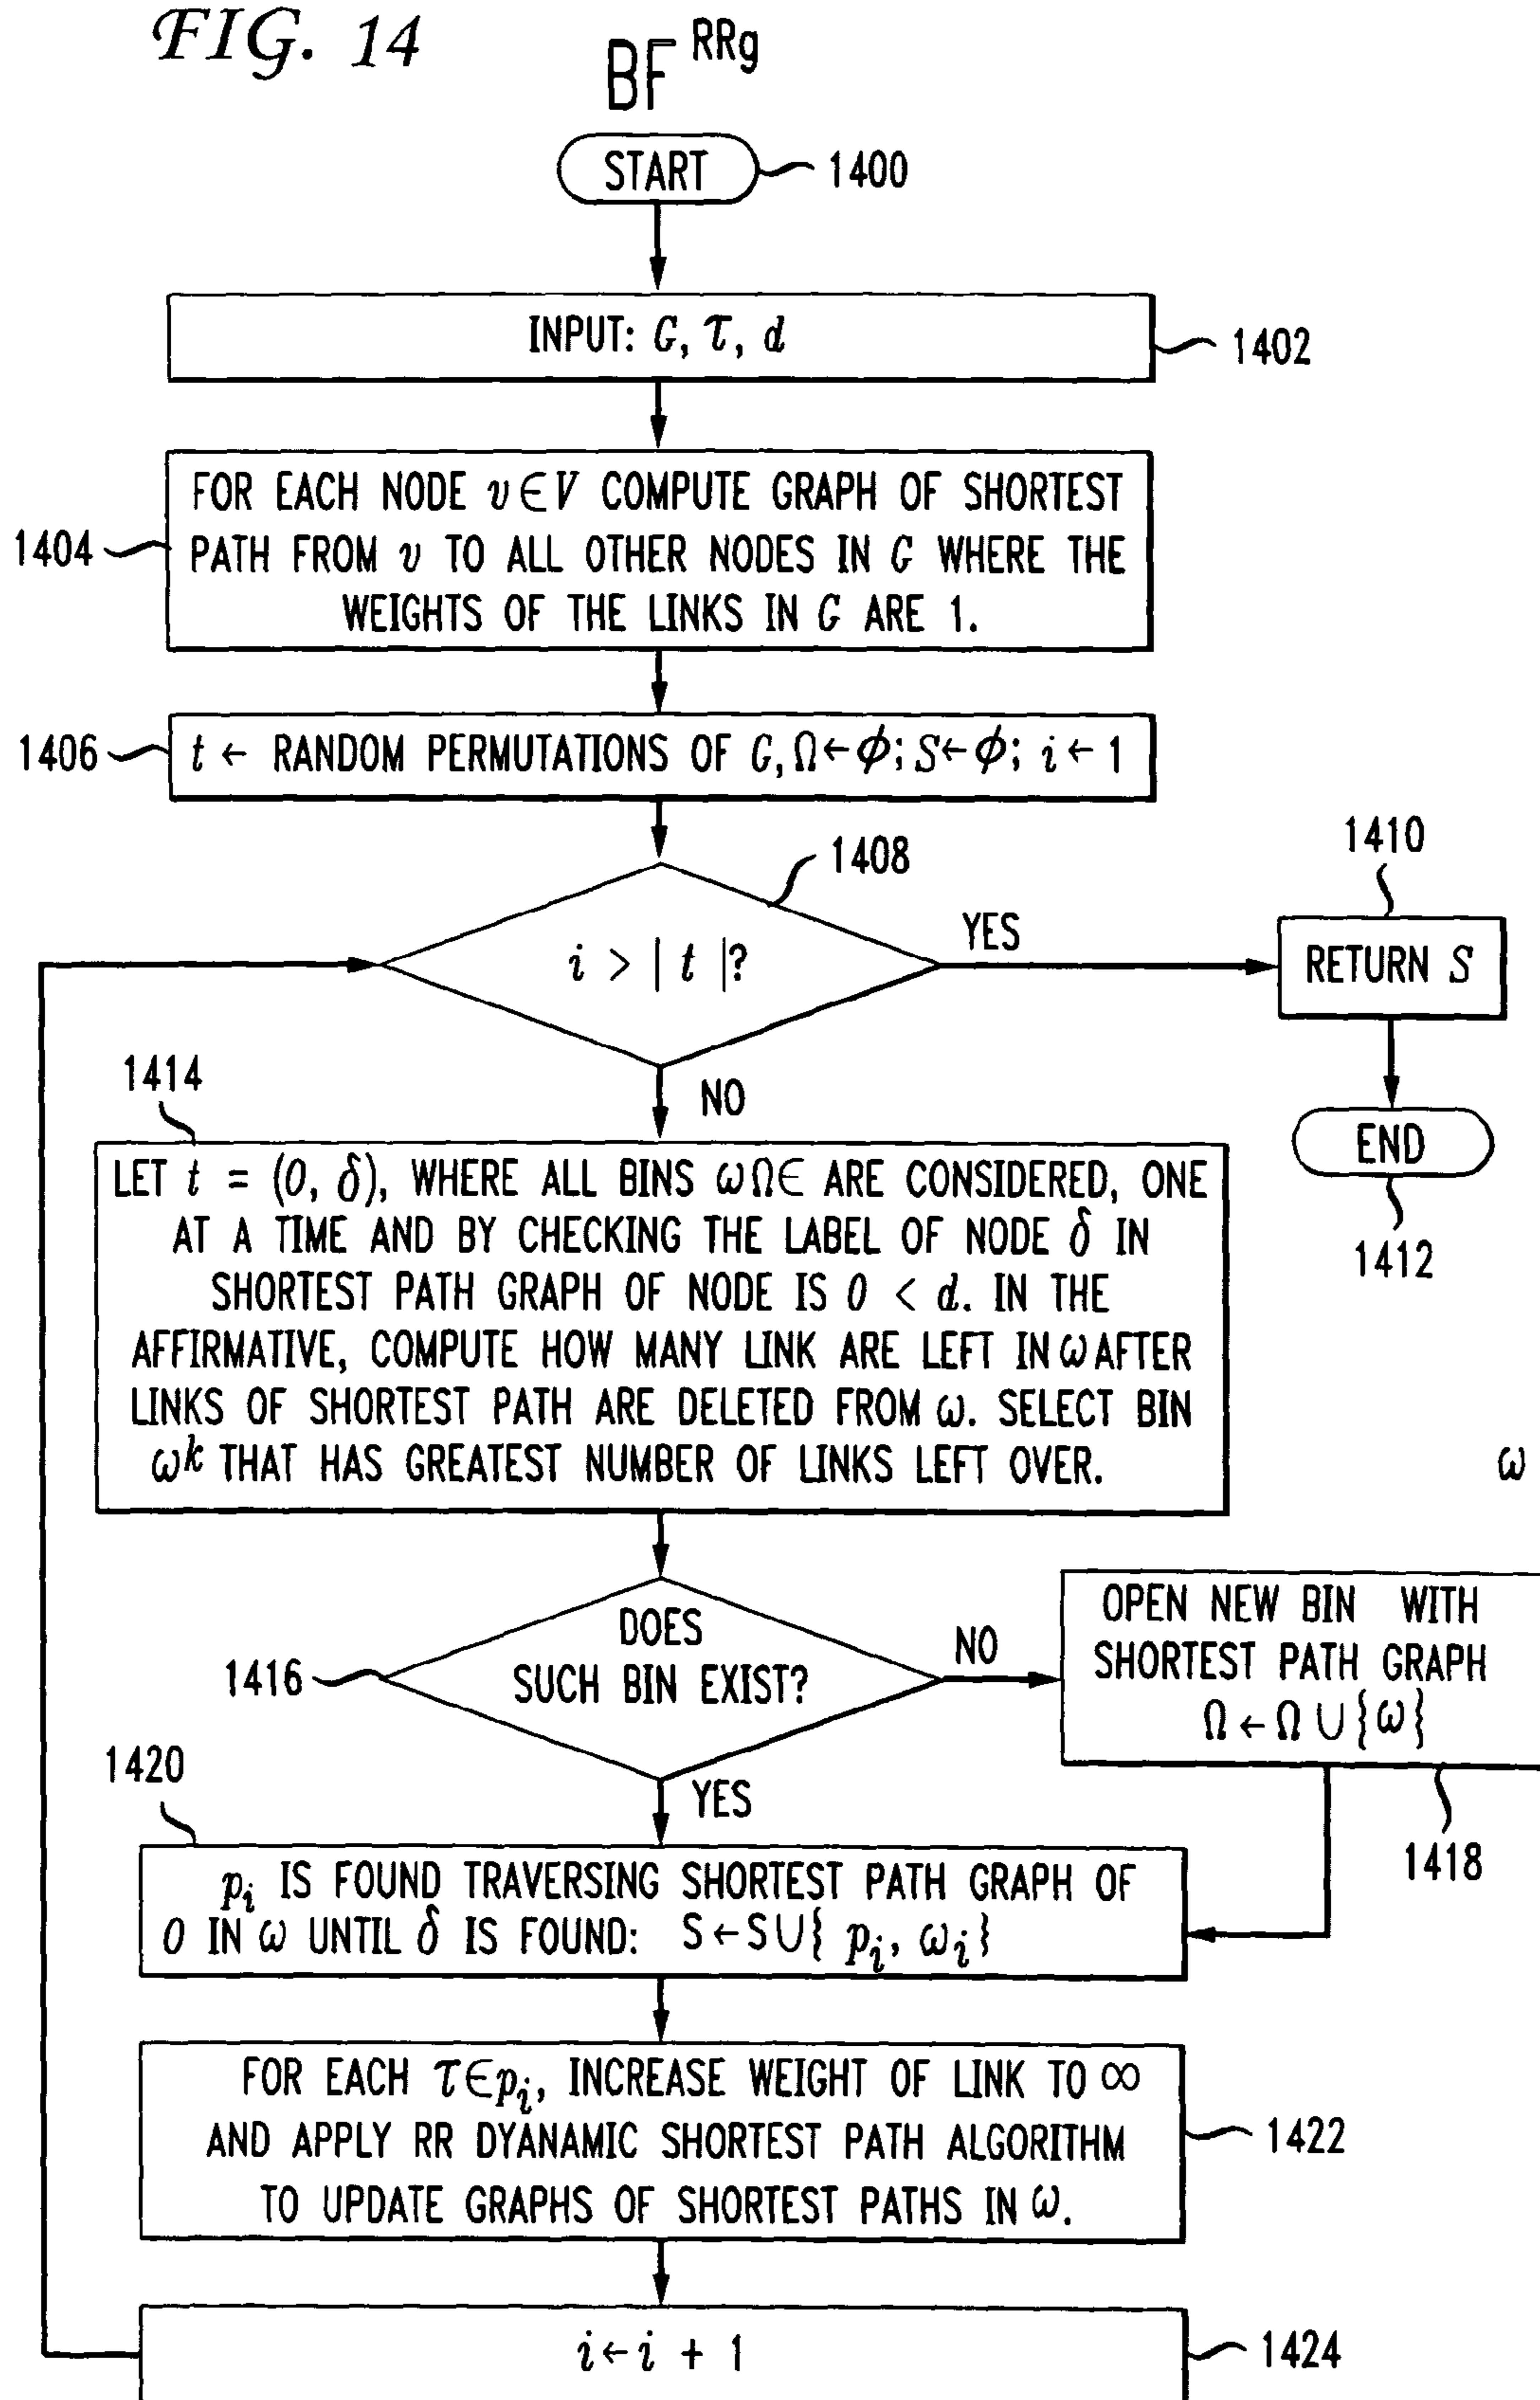 FIG. 14
BF RRg
START
1400
INPUT: G, τ, d
1402
FOR EACH NODE υ∈V COMPUTE GRAPH OF SHORTEST
PATH FROM υ TO ALL OTHER NODES IN G WHERE THE
WEIGHTS OF THE LINKS IN G ARE 1.
1404
1406
t ← RANDOM PERMUTATIONS OF G, Ω←ϕ; S←ϕ; i ← 1
1408
i > | t |?
YES
1410
RETURN S
END
1412
NO
1414
LET t = (0, δ), WHERE ALL BINS ωΩ∈ ARE CONSIDERED, ONE
AT A TIME AND BY CHECKING THE LABEL OF NODE δ IN
SHORTEST PATH GRAPH OF NODE IS 0 < d. IN THE
AFFIRMATIVE, COMPUTE HOW MANY LINK ARE LEFT IN ω AFTER
LINKS OF SHORTEST PATH ARE DELETED FROM ω. SELECT BIN
ωk THAT HAS GREATEST NUMBER OF LINKS LEFT OVER.
ω
DOES
SUCH BIN EXIST?
1416
NO
OPEN NEW BIN WITH
SHORTEST PATH GRAPH
Ω ← Ω ∪ {ω}
1418
YES
1420
pi IS FOUND TRAVERSING SHORTEST PATH GRAPH OF
0 IN ω UNTIL δ IS FOUND: S←S∪{ pi, ωi}
FOR EACH τ∈pi, INCREASE WEIGHT OF LINK TO ∞
AND APPLY RR DYANAMIC SHORTEST PATH ALGORITHM
TO UPDATE GRAPHS OF SHORTEST PATHS IN ω.
1422
i←i + 1
1424